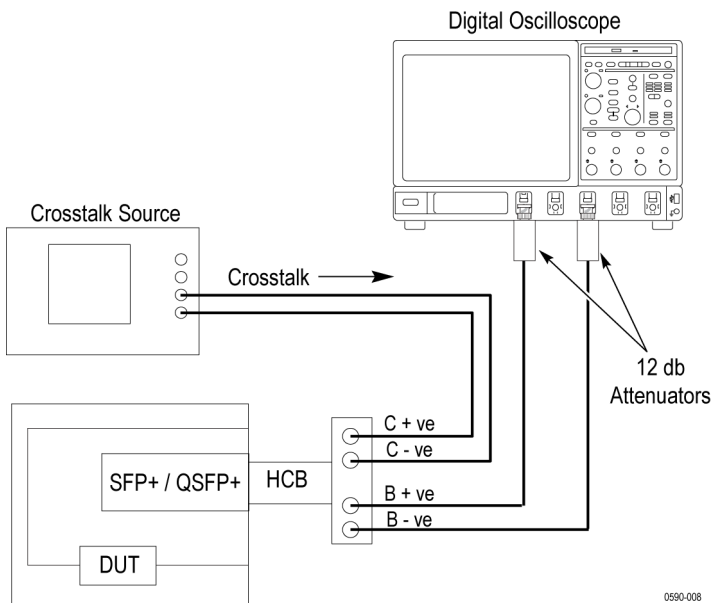 Digital Oscilloscope
Crosstalk Source
Crosstalk
12 db
Attenuators
C + ve
C - ve
SFP+ / QSFP+
HCB
B + ve
B - ve
DUT
0590-008